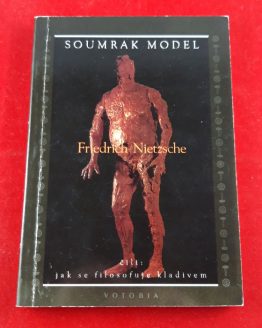 SOUMRAK MODEL
Friedrich Nietzsche
čili:
jak se filosofuje kladivem
VOTOBIA